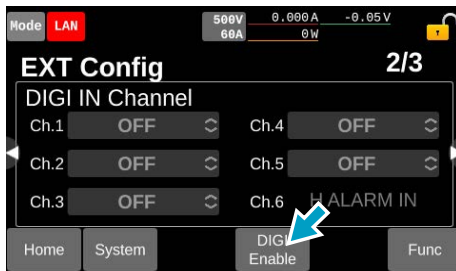 Mode LAN 500V 0.000A -0.05V
60A 0W
EXT Config 2/3
DIGI IN Channel
Ch.1 OFF Ch.4 OFF
Ch.2 OFF Ch.5 OFF
Ch.3 OFF Ch.6 H ALARM IN
Home System DIGI Enable Func